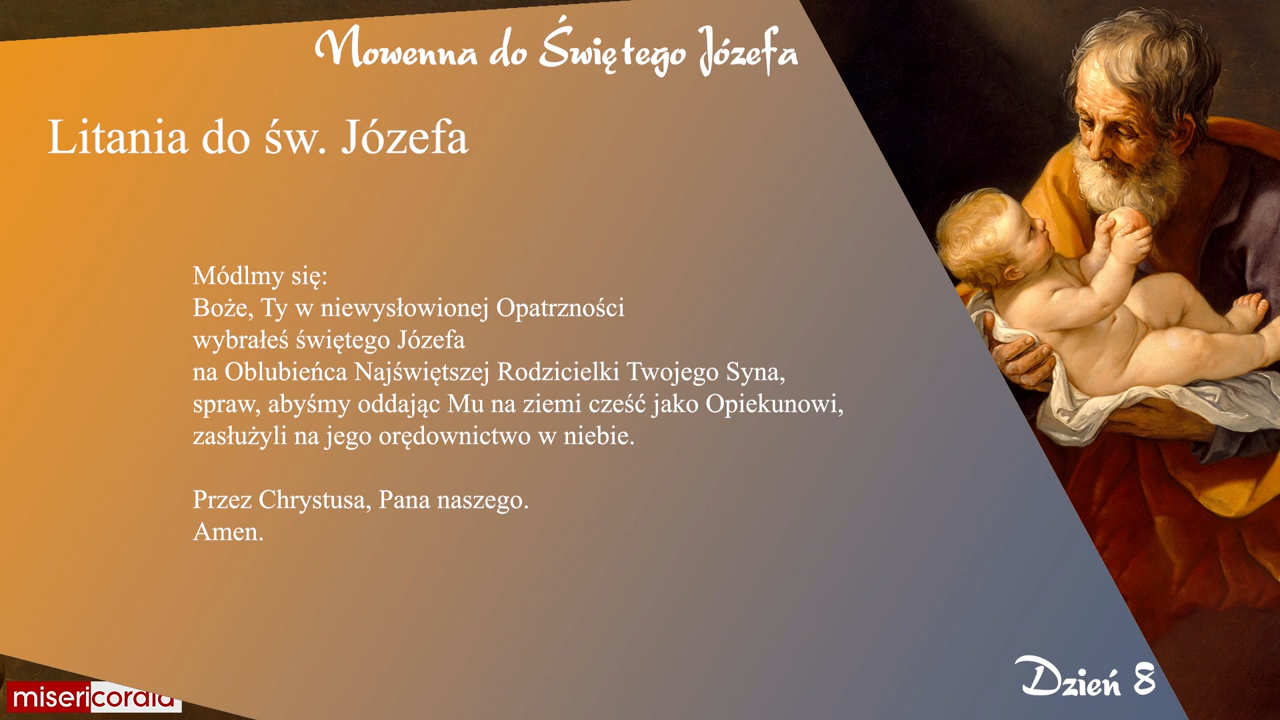 Nowenna do Świętego Józefa
Litania do św. Józefa
Módlmy się:
Boże, Ty w niewysłowionej Opatrzności
wybrałeś świętego Józefa
na Oblubieńca Najświętszej Rodzicielki Twojego Syna,
spraw, abyśmy oddając Mu na ziemi cześć jako Opiekunowi,
zasłużyli na jego orędownictwo w niebie.
Przez Chrystusa, Pana naszego.
Amen.
Dzień 8
misericordia